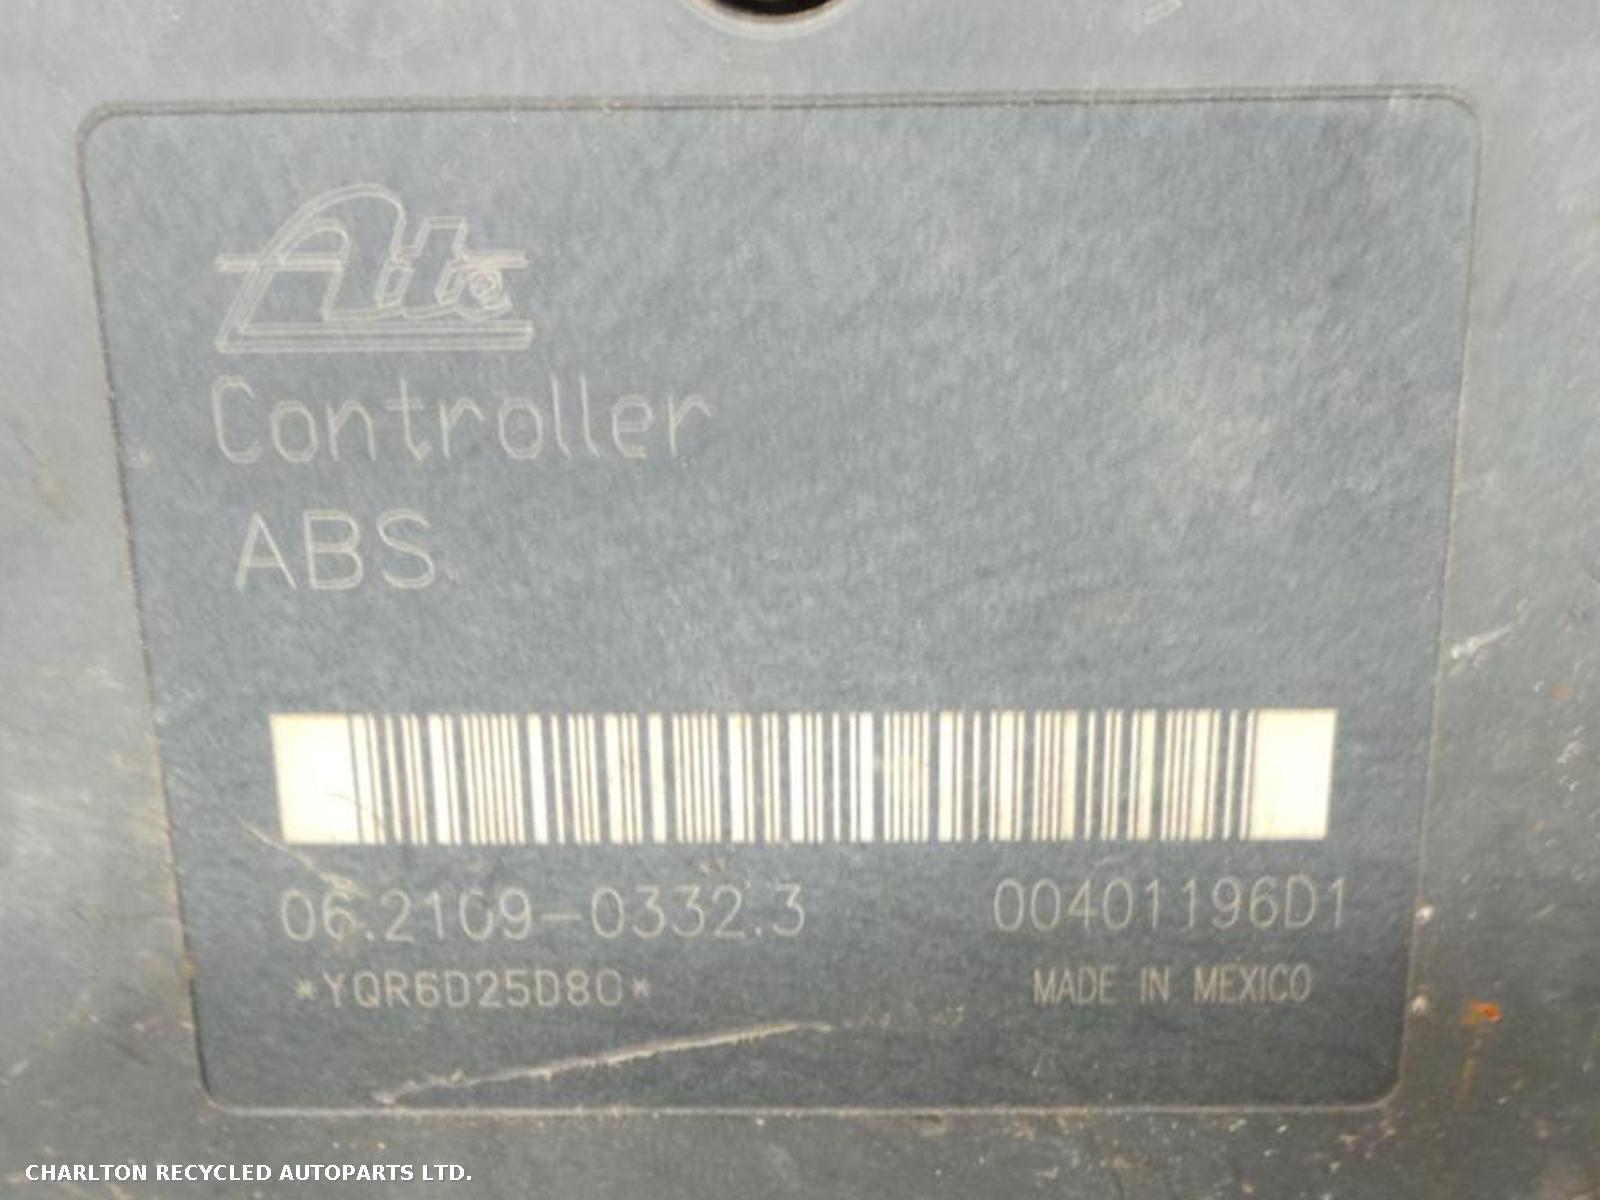 Ate
Controller
ABS
06.2109-0332.3 00401196D1
*YQR6D25D80* MADE IN MEXICO
CHARLTON RECYCLED AUTOPARTS LTD.